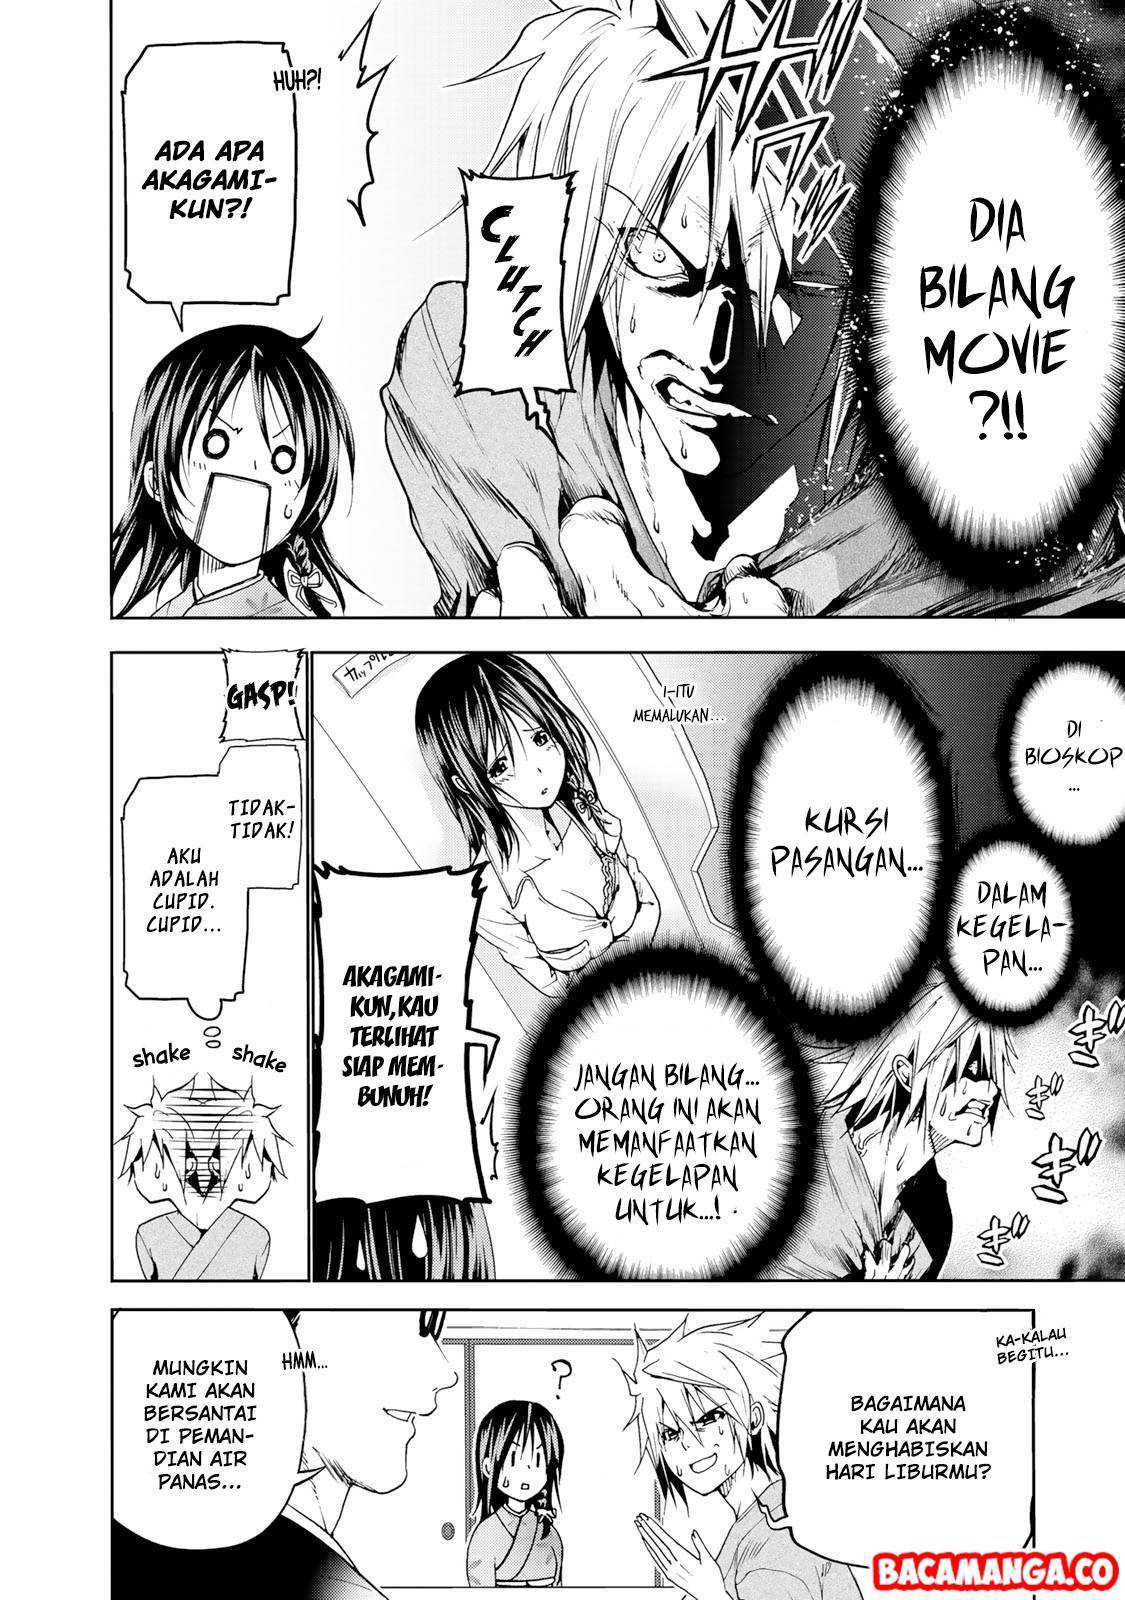 DIA
BILANG
MOVIE
?!!
CLUTCH
HUH?!
ADA APA
AKAGAMI-
KUN?!
DI
BIOSKOP
...
DALAM
KEGELA-
PAN...
KURSI
PASANGAN...
I-ITU
MEMALUKAN...
JANGAN BILANG...
ORANG INI AKAN
MEMANFAATKAN
KEGELAPAN
UNTUK...!
AKAGAMI-
KUN, KAU
TERLIHAT
SIAP MEM-
BUNUH!
GASP!
TIDAK-
TIDAK!
AKU
ADALAH
CUPID.
CUPID...
shake
shake
KA-KALAU
BEGITU...
BAGAIMANA
KAU AKAN
MENGHABISKAN
HARI LIBURMU?
?
HMM...
MUNGKIN
KAMI AKAN
BERSANTAI
DI PEMAN-
DIAN AIR
PANAS...
BACAMANGA.CO